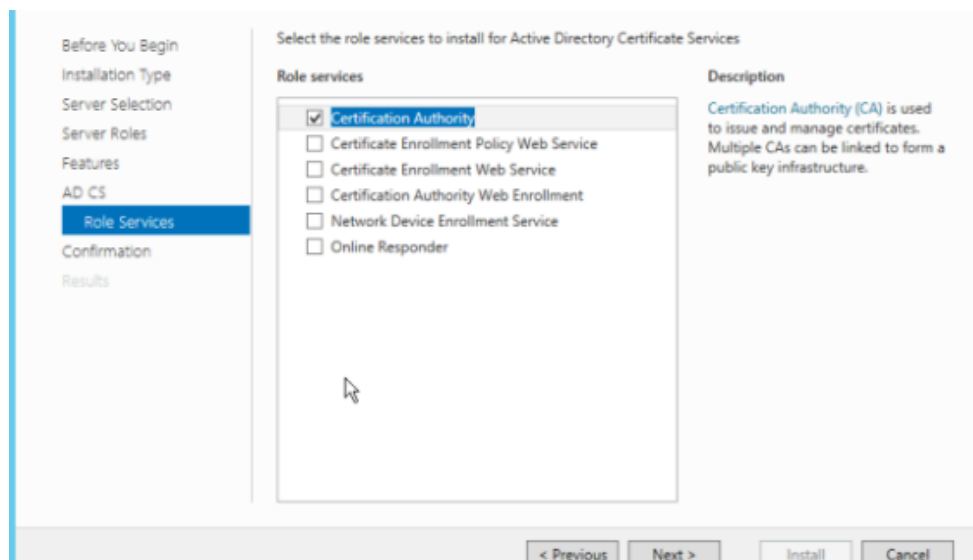 Before You Begin
Installation Type
Server Selection
Server Roles
Features
AD CS
Role Services
Confirmation
Results
Select the role services to install for Active Directory Certificate Services
Role services
Certification Authority
Certificate Enrollment Policy Web Service
Certificate Enrollment Web Service
Certification Authority Web Enrollment
Network Device Enrollment Service
Online Responder
Description
Certification Authority (CA) is used
to issue and manage certificates.
Multiple CAs can be linked to form a
public key infrastructure.
< Previous
Next >
Install
Cancel